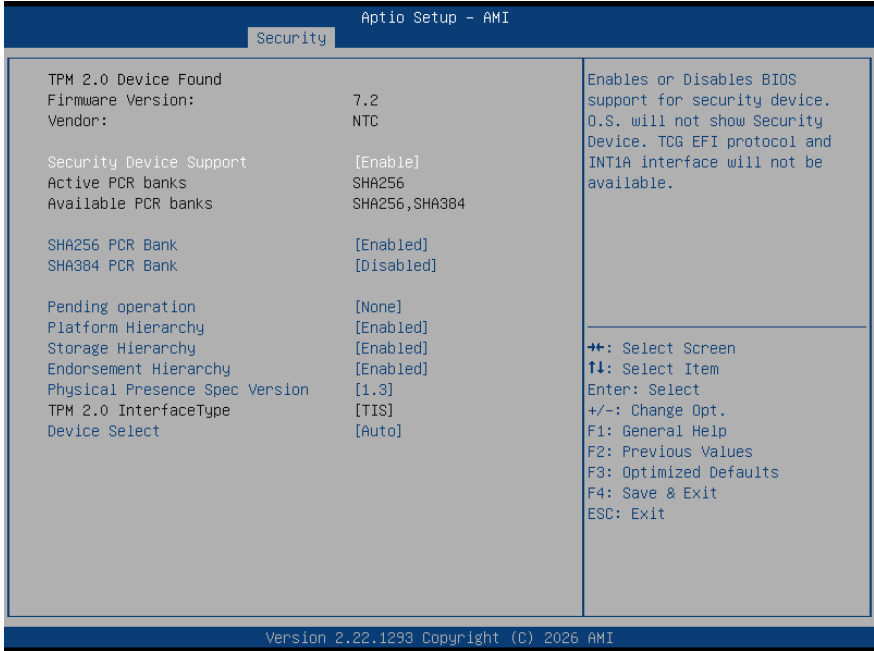 Aptio Setup – AMI
Security
TPM 2.0 Device Found
Firmware Version: 7.2
Vendor: NTC
Security Device Support [Enable]
Active PCR banks SHA256
Available PCR banks SHA256,SHA384
SHA256 PCR Bank [Enabled]
SHA384 PCR Bank [Disabled]
Pending operation [None]
Platform Hierarchy [Enabled]
Storage Hierarchy [Enabled]
Endorsement Hierarchy [Enabled]
Physical Presence Spec Version [1.3]
TPM 2.0 InterfaceType [TIS]
Device Select [Auto]
Enables or Disables BIOS
support for security device.
O.S. will not show Security
Device. TCG EFI protocol and
INT1A interface will not be
available.
→←: Select Screen
↑↓: Select Item
Enter: Select
+/-: Change Opt.
F1: General Help
F2: Previous Values
F3: Optimized Defaults
F4: Save & Exit
ESC: Exit
Version 2.22.1293 Copyright (C) 2026 AMI